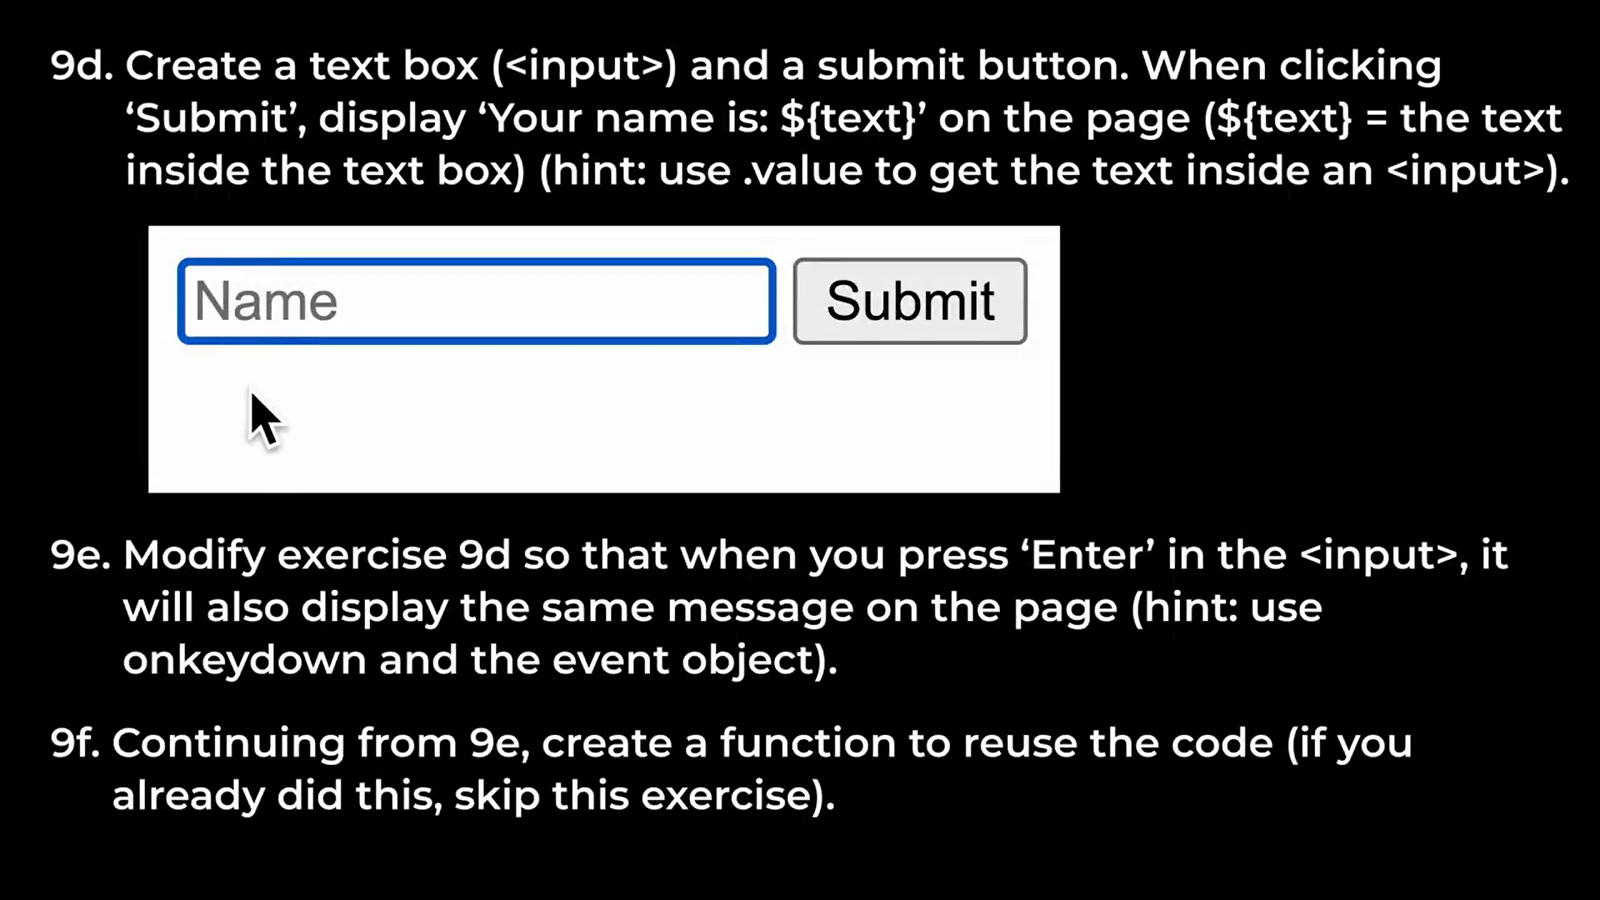 9d. Create a text box (<input>) and a submit button. When clicking
‘Submit’, display ‘Your name is: ${text}’ on the page (${text} = the text
inside the text box) (hint: use .value to get the text inside an <input>).
Name
Submit
9e. Modify exercise 9d so that when you press ‘Enter’ in the <input>, it
will also display the same message on the page (hint: use
onkeydown and the event object).
9f. Continuing from 9e, create a function to reuse the code (if you
already did this, skip this exercise).